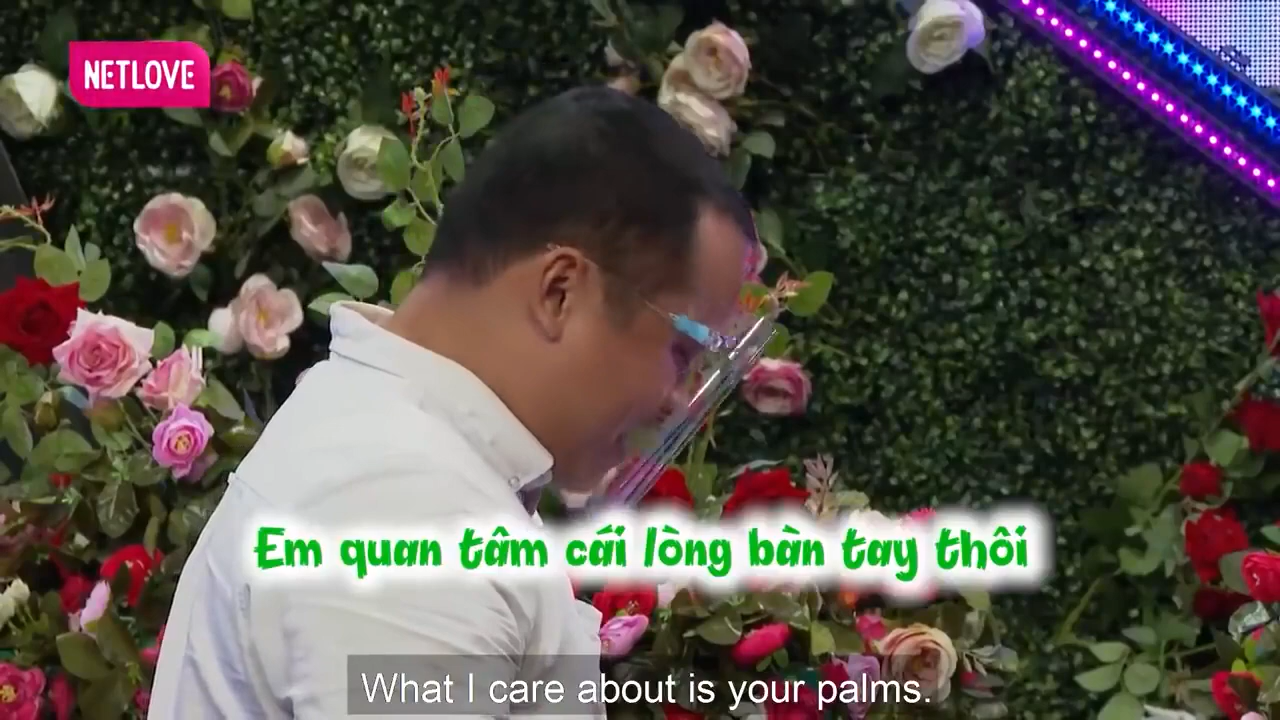 NETLOVE
Em quan tâm cái lòng bàn tay thôi
What I care about is your palms.